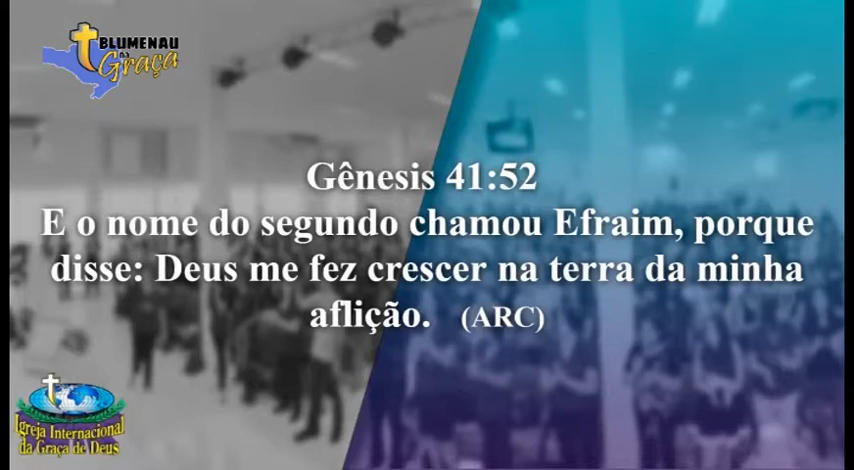 BLUMENAU
na
Graça
Gênesis 41:52
E o nome do segundo chamou Efraim, porque
disse: Deus me fez crescer na terra da minha
aflição. (ARC)
Igreja Internacional
da Graça de Deus